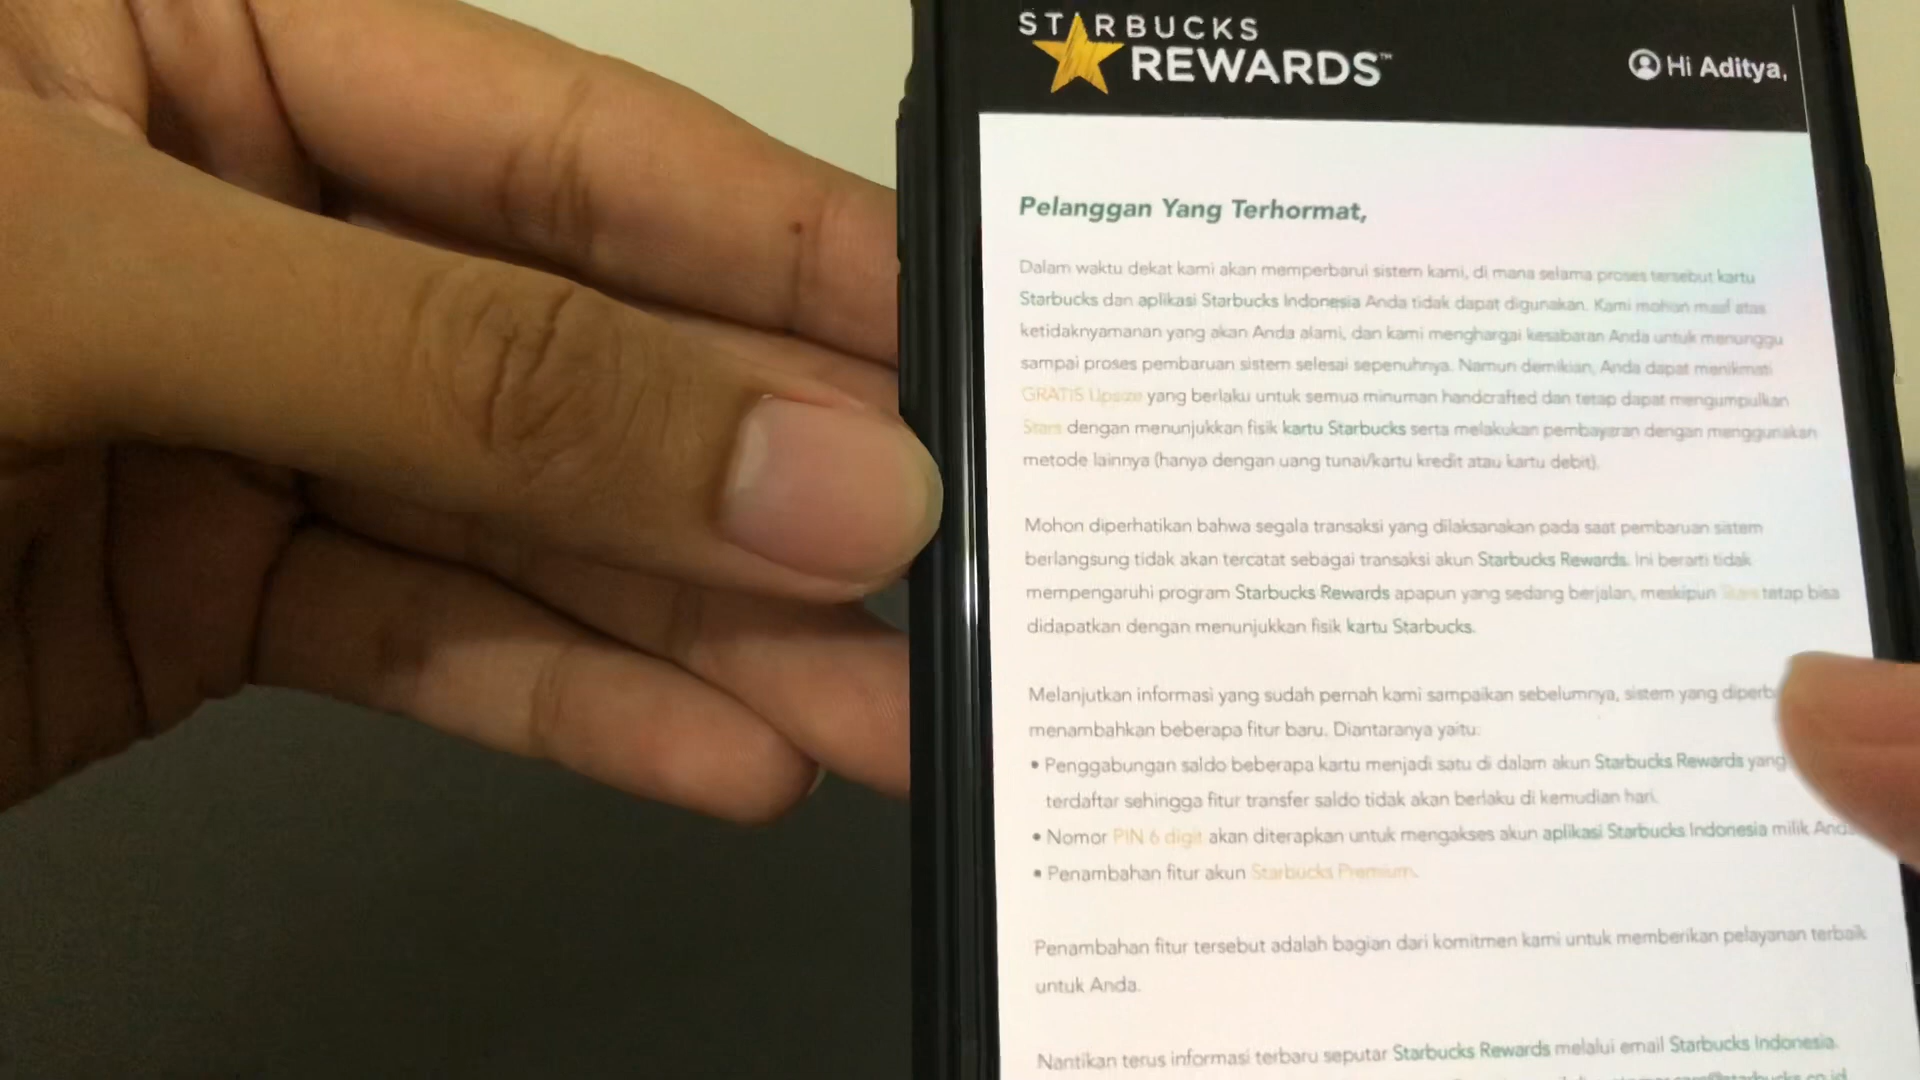 STARBUCKS
REWARDS™
Hi Aditya,
Pelanggan Yang Terhormat,
Dalam waktu dekat kami akan memperbarui sistem kami, di mana selama proses tersebut kartu
Starbucks dan aplikasi Starbucks Indonesia Anda tidak dapat digunakan. Kami mohon maaf atas
ketidaknyamanan yang akan Anda alami, dan kami menghargai kesabaran Anda untuk menunggu
sampai proses pembaruan sistem selesai sepenuhnya. Namun demikian, Anda dapat menikmati
GRATIS Upsize yang berlaku untuk semua minuman handcrafted dan tetap dapat mengumpulkan
Stars dengan menunjukkan fisik kartu Starbucks serta melakukan pembayaran dengan menggunakan
metode lainnya (hanya dengan uang tunai/kartu kredit atau kartu debit).
Mohon diperhatikan bahwa segala transaksi yang dilaksanakan pada saat pembaruan sistem
berlangsung tidak akan tercatat sebagai transaksi akun Starbucks Rewards. Ini berarti tidak
mempengaruhi program Starbucks Rewards apapun yang sedang berjalan, meskipun Stars tetap bisa
didapatkan dengan menunjukkan fisik kartu Starbucks.
Melanjutkan informasi yang sudah pernah kami sampaikan sebelumnya, sistem yang diperb
menambahkan beberapa fitur baru. Diantaranya yaitu:
• Penggabungan saldo beberapa kartu menjadi satu di dalam akun Starbucks Rewards yang
terdaftar sehingga fitur transfer saldo tidak akan berlaku di kemudian hari.
• Nomor PIN 6 digit akan diterapkan untuk mengakses akun aplikasi Starbucks Indonesia milik Anda
• Penambahan fitur akun Starbucks Premium.
Penambahan fitur tersebut adalah bagian dari komitmen kami untuk memberikan pelayanan terbaik
untuk Anda.
Nantikan terus informasi terbaru seputar Starbucks Rewards melalui email Starbucks Indonesia.